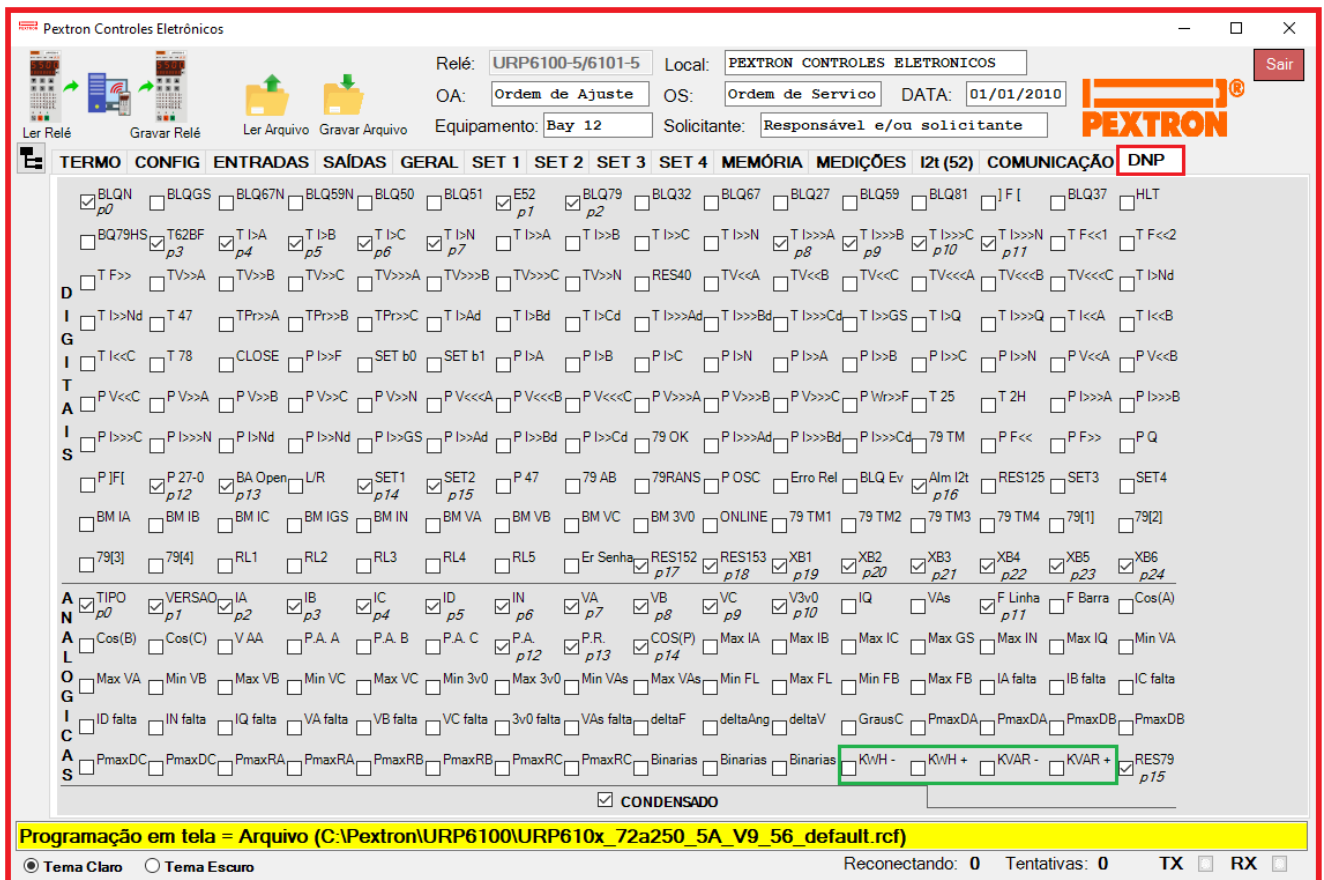 Pextron Controles Eletrônicos
Relé: URP6100-5/6101-5 Local: PEXTRON CONTROLES ELETRONICOS Sair
OA: Ordem de Ajuste OS: Ordem de Servico DATA: 01/01/2010
Ler Relé Gravar Relé Ler Arquivo Gravar Arquivo Equipamento: Bay 12 Solicitante: Responsável e/ou solicitante PEXTRON®
TERMO CONFIG ENTRADAS SAÍDAS GERAL SET 1 SET 2 SET 3 SET 4 MEMÓRIA MEDIÇÕES I2t (52) COMUNICAÇÃO DNP
DIGITAIS
BLQN BLQGS BLQ67N BLQ59N BLQ50 BLQ51 E52 BLQ79 BLQ32 BLQ67 BLQ27 BLQ59 BLQ81 ] F [ BLQ37 HLT
p0 p1 p2
BQ79HS T62BF T I>A T I>B T I>C T I>N T I>>A T I>>B T I>>C T I>>N T I>>>A T I>>>B T I>>>C T I>>>N T F<<1 T F<<2
p3 p4 p5 p6 p7 p8 p9 p10 p11
T F>> TV>>A TV>>B TV>>C TV>>>A TV>>>B TV>>>C TV>>N RES40 TV<<A TV<<B TV<<C TV<<<A TV<<<B TV<<<C T I>Nd
T I>>Nd T 47 TPr>>A TPr>>B TPr>>C T I>Ad T I>Bd T I>Cd T I>>>Ad T I>>>Bd T I>>>Cd T I>>GS T I>Q T I>>>Q T I<<A T I<<B
T I<<C T 78 CLOSE P I>>F SET b0 SET b1 P I>A P I>B P I>C P I>N P I>>A P I>>B P I>>C P I>>N P V<<A P V<<B
P V<<C P V>>A P V>>B P V>>C P V>>N P V<<<A P V<<<B P V<<<C P V>>>A P V>>>B P V>>>C P Wr>>F T 25 T 2H P I>>>A P I>>>B
P I>>>C P I>>>N P I>Nd P I>>Nd P I>>GS P I>>Ad P I>>Bd P I>>Cd 79 OK P I>>>Ad P I>>>Bd P I>>>Cd 79 TM P F<< P F>> P Q
P ]F[ P 27-0 BA Open L/R SET1 SET2 P 47 79 AB 79RANS P OSC Erro Rel BLQ Ev Alm I2t RES125 SET3 SET4
p12 p13 p14 p15 p16
BM IA BM IB BM IC BM IGS BM IN BM VA BM VB BM VC BM 3V0 ONLINE 79 TM1 79 TM2 79 TM3 79 TM4 79[1] 79[2]
79[3] 79[4] RL1 RL2 RL3 RL4 RL5 Er Senha RES152 RES153 XB1 XB2 XB3 XB4 XB5 XB6
p17 p18 p19 p20 p21 p22 p23 p24
ANALOGICAS
TIPO VERSAO IA IB IC ID IN VA VB VC V3v0 IQ VAs F Linha F Barra Cos(A)
p0 p1 p2 p3 p4 p5 p6 p7 p8 p9 p10 p11
Cos(B) Cos(C) V AA P.A. A P.A. B P.A. C P.A. P.R. COS(P) Max IA Max IB Max IC Max GS Max IN Max IQ Min VA
p12 p13 p14
Max VA Min VB Max VB Min VC Max VC Min 3v0 Max 3v0 Min VAs Max VAs Min FL Max FL Min FB Max FB IA falta IB falta IC falta
ID falta IN falta IQ falta VA falta VB falta VC falta 3v0 falta VAs falta deltaF deltaAng deltaV GrausC PmaxDA PmaxDA PmaxDB PmaxDB
PmaxDC PmaxDC PmaxRA PmaxRA PmaxRB PmaxRB PmaxRC PmaxRC Binarias Binarias Binarias KWH - KWH + KVAR - KVAR + RES79
p15
CONDENSADO
Programação em tela = Arquivo (C:\Pextron\URP6100\URP610x_72a250_5A_V9_56_default.rcf)
Tema Claro Tema Escuro Reconectando: 0 Tentativas: 0 TX RX